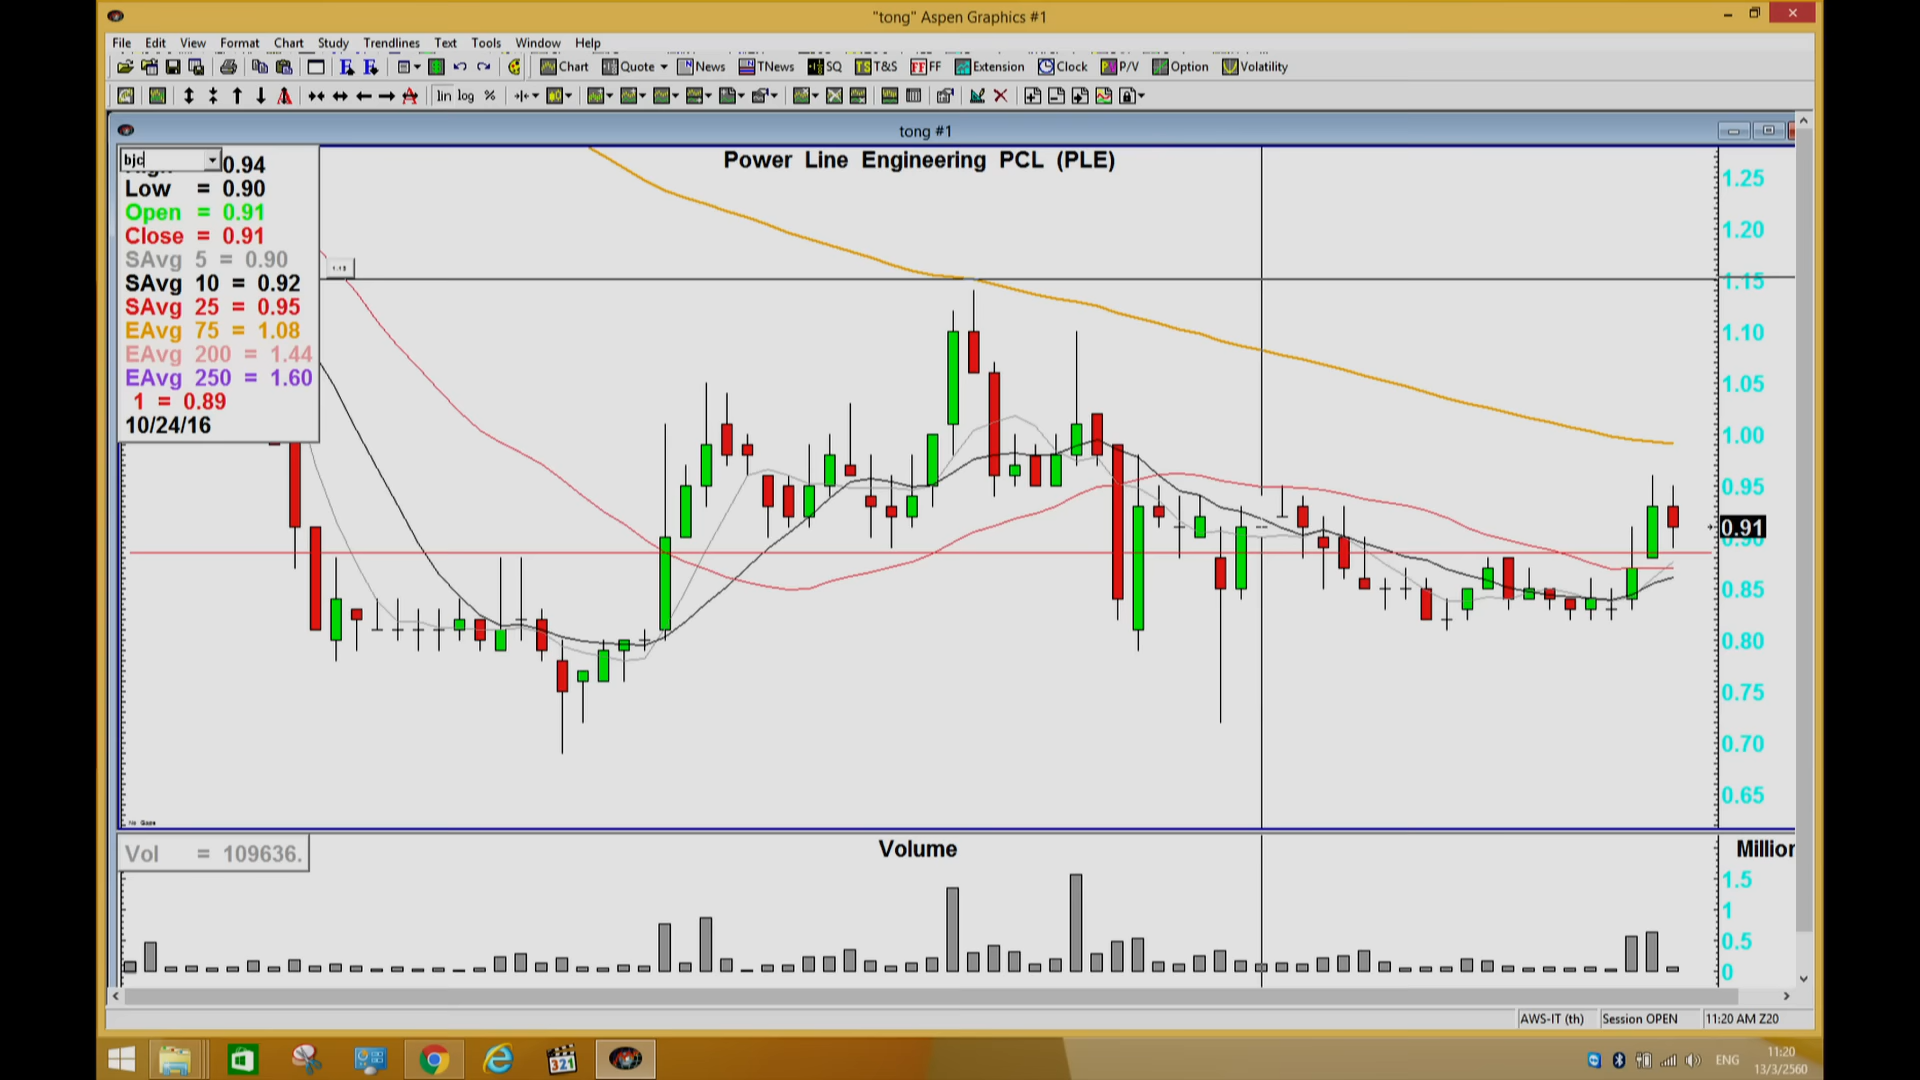 "tong" Aspen Graphics #1
File Edit View Format Chart Study Trendlines Text Tools Window Help
Chart Quote News TNews SQ T&S FF Extension Clock P/V Option Volatility
lin log %
tong #1
bjc
0.94
Power Line Engineering PCL (PLE)
Low = 0.90
Open = 0.91
Close = 0.91
SAvg 5 = 0.90
SAvg 10 = 0.92
SAvg 25 = 0.95
EAvg 75 = 1.08
EAvg 200 = 1.44
EAvg 250 = 1.60
1 = 0.89
10/24/16
1.25
1.20
1.15
1.10
1.05
1.00
0.95
0.91
0.90
0.85
0.80
0.75
0.70
0.65
Vol = 109636.
Volume
Million
1.5
1
0.5
0
AWS-IT (th) Session OPEN 11:20 AM Z20
321
ENG
11:20
13/3/2560